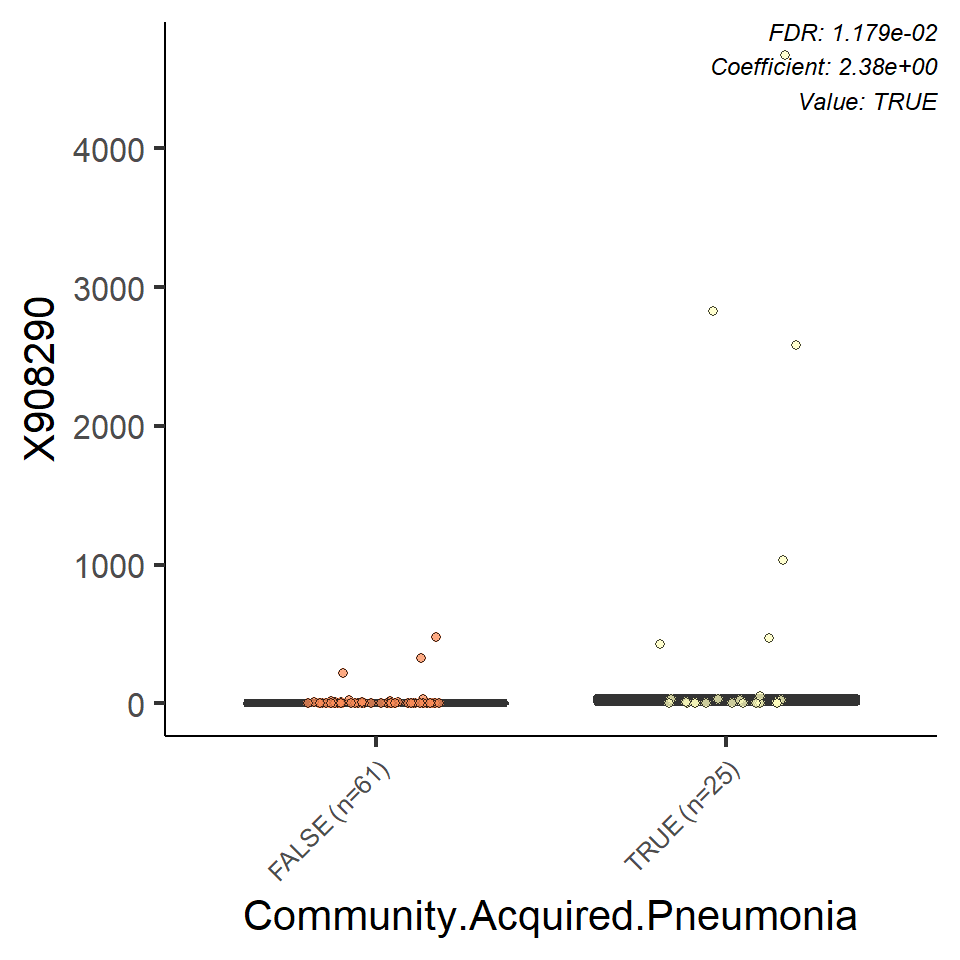 FDR: 1.179e-02
Coefficient: 2.38e+00
Value: TRUE
4000
3000
2000
1000
0
X908290
FALSE (n=61)
TRUE (n=25)
Community.Acquired.Pneumonia